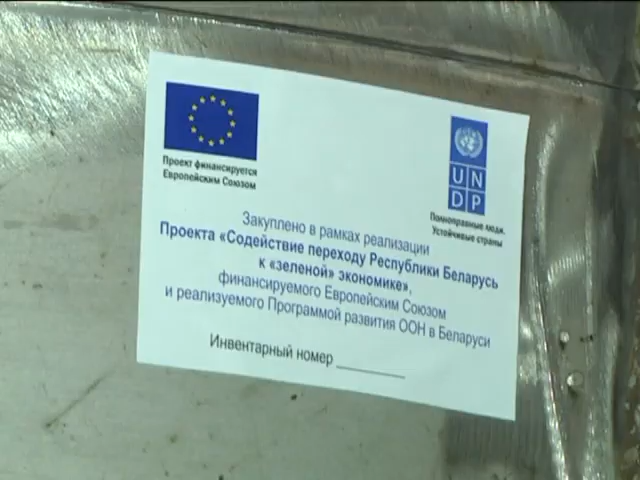 Проект финансируется
Европейским Союзом
UN
DP
Полноправные люди.
Устойчивые страны
Закуплено в рамках реализации
Проекта «Содействие переходу Республики Беларусь
к «зеленой» экономике»,
финансируемого Европейским Союзом
и реализуемого Программой развития ООН в Беларуси
Инвентарный номер ________